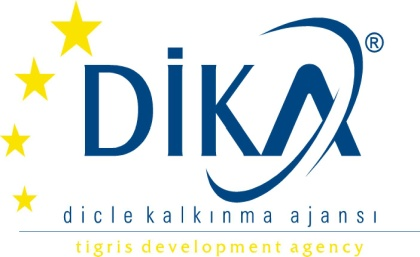 DİKA®
dicle kalkınma ajansı
tigris development agency